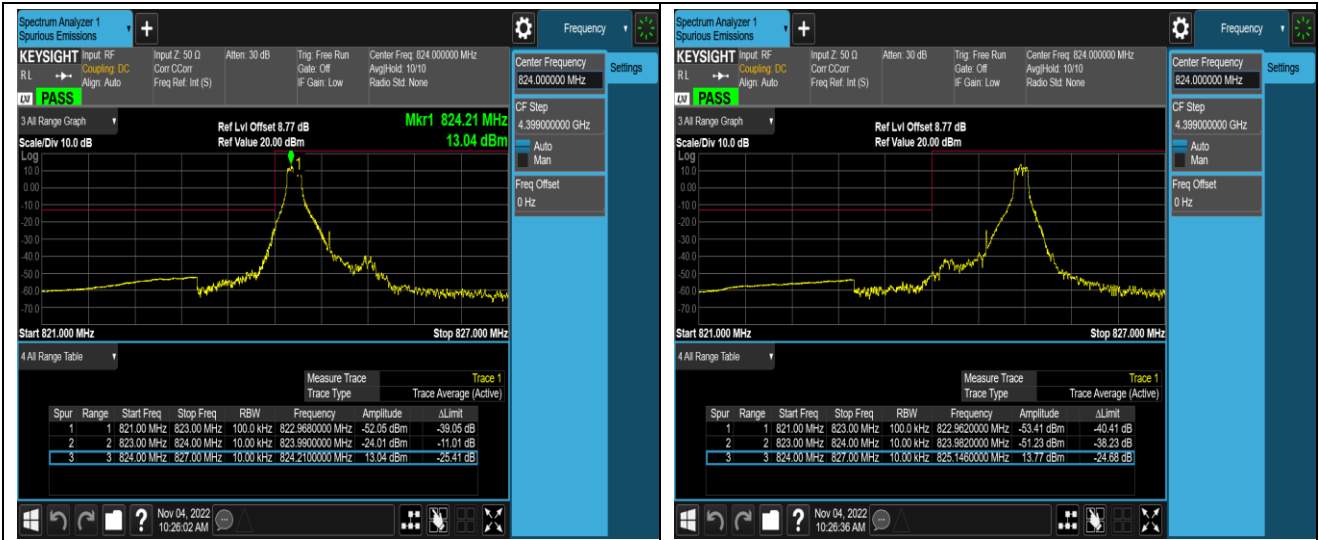 Spectrum Analyzer 1
Spurious Emissions
+
Frequency
KEYSIGHT Input: RF Input Z: 50 Ω Atten: 30 dB Trig: Free Run Center Freq: 824.000000 MHz
Coupling: DC Corr CCorr Gate: Off Avg|Hold: 10/10
R L Align: Auto Freq Ref: Int (S) IF Gain: Low Radio Std: None
PASS
Center Frequency
824.000000 MHz
Settings
CF Step
4.399000000 GHz
Auto
Man
Freq Offset
0 Hz
3 All Range Graph
Ref Lvl Offset 8.77 dB Mkr1 824.21 MHz
Scale/Div 10.0 dB Ref Value 20.00 dBm 13.04 dBm
Log
1
10.0
0.00
-10.0
-20.0
-30.0
-40.0
-50.0
-60.0
-70.0
Start 821.000 MHz Stop 827.000 MHz
4 All Range Table
Measure Trace Trace 1
Trace Type Trace Average (Active)
Spur Range Start Freq Stop Freq RBW Frequency Amplitude ΔLimit
1 1 821.00 MHz 823.00 MHz 100.0 kHz 822.9680000 MHz -52.05 dBm -39.05 dB
2 2 823.00 MHz 824.00 MHz 10.00 kHz 823.9900000 MHz -24.01 dBm -11.01 dB
3 3 824.00 MHz 827.00 MHz 10.00 kHz 824.2100000 MHz 13.04 dBm -25.41 dB
?
Nov 04, 2022
10:26:02 AM
Spectrum Analyzer 1
Spurious Emissions
+
Frequency
KEYSIGHT Input: RF Input Z: 50 Ω Atten: 30 dB Trig: Free Run Center Freq: 824.000000 MHz
Coupling: DC Corr CCorr Gate: Off Avg|Hold: 10/10
R L Align: Auto Freq Ref: Int (S) IF Gain: Low Radio Std: None
PASS
Center Frequency
824.000000 MHz
Settings
CF Step
4.399000000 GHz
Auto
Man
Freq Offset
0 Hz
3 All Range Graph
Ref Lvl Offset 8.77 dB
Scale/Div 10.0 dB Ref Value 20.00 dBm
Log
10.0
0.00
-10.0
-20.0
-30.0
-40.0
-50.0
-60.0
-70.0
Start 821.000 MHz Stop 827.000 MHz
4 All Range Table
Measure Trace Trace 1
Trace Type Trace Average (Active)
Spur Range Start Freq Stop Freq RBW Frequency Amplitude ΔLimit
1 1 821.00 MHz 823.00 MHz 100.0 kHz 822.9620000 MHz -53.41 dBm -40.41 dB
2 2 823.00 MHz 824.00 MHz 10.00 kHz 823.9820000 MHz -51.23 dBm -38.23 dB
3 3 824.00 MHz 827.00 MHz 10.00 kHz 825.1460000 MHz 13.77 dBm -24.68 dB
?
Nov 04, 2022
10:26:36 AM